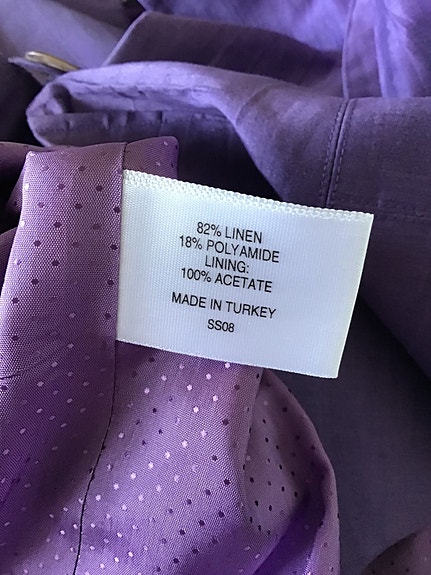 82% LINEN
18% POLYAMIDE
LINING:
100% ACETATE
MADE IN TURKEY
SS08